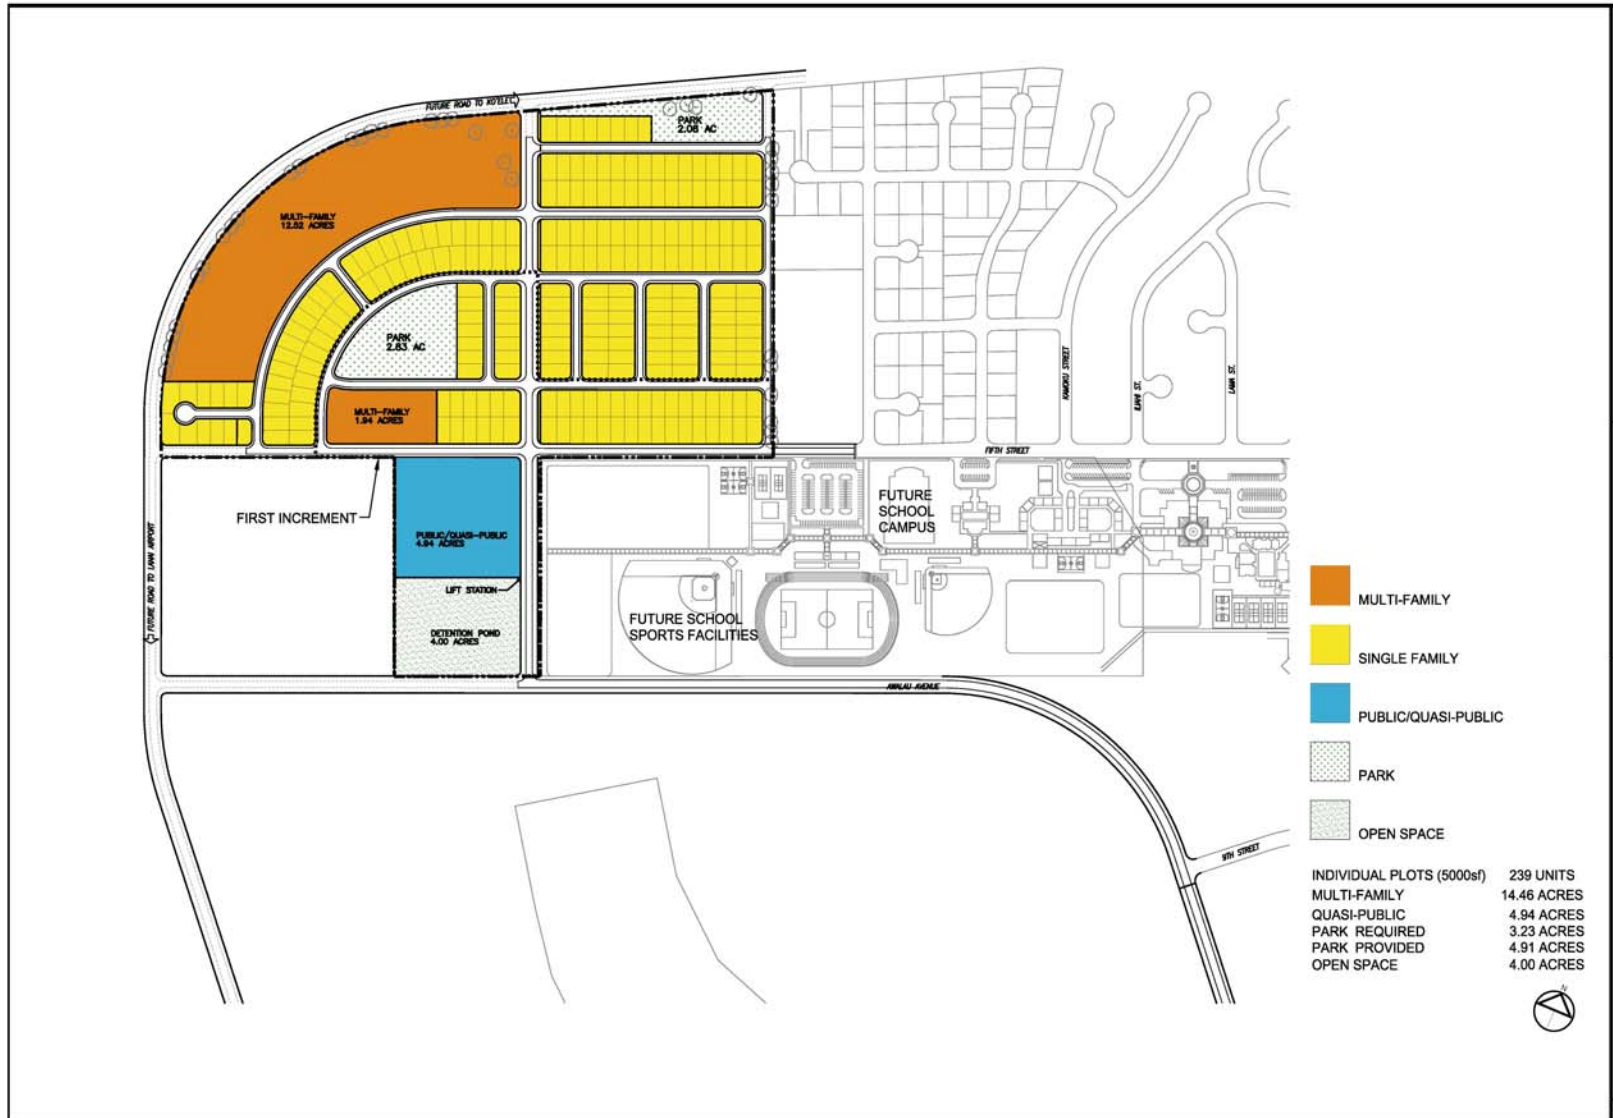 FUTURE ROAD TO KO'ELE
PARK
2.08 AC
MULTI-FAMILY
12.52 ACRES
PARK
2.83 AC
MULTI-FAMILY
1.94 ACRES
KAMOKU STREET
ILIAHI ST.
LAMA ST.
FIFTH STREET
FIRST INCREMENT
FUTURE ROAD TO LANAI AIRPORT
PUBLIC/QUASI-PUBLIC
4.94 ACRES
LIFT STATION
DETENTION POND
4.00 ACRES
FUTURE
SCHOOL
CAMPUS
FUTURE SCHOOL
SPORTS FACILITIES
AWALAU AVENUE
9TH STREET
MULTI-FAMILY
SINGLE FAMILY
PUBLIC/QUASI-PUBLIC
PARK
OPEN SPACE
INDIVIDUAL PLOTS (5000sf) 239 UNITS
MULTI-FAMILY 14.46 ACRES
QUASI-PUBLIC 4.94 ACRES
PARK REQUIRED 3.23 ACRES
PARK PROVIDED 4.91 ACRES
OPEN SPACE 4.00 ACRES
N